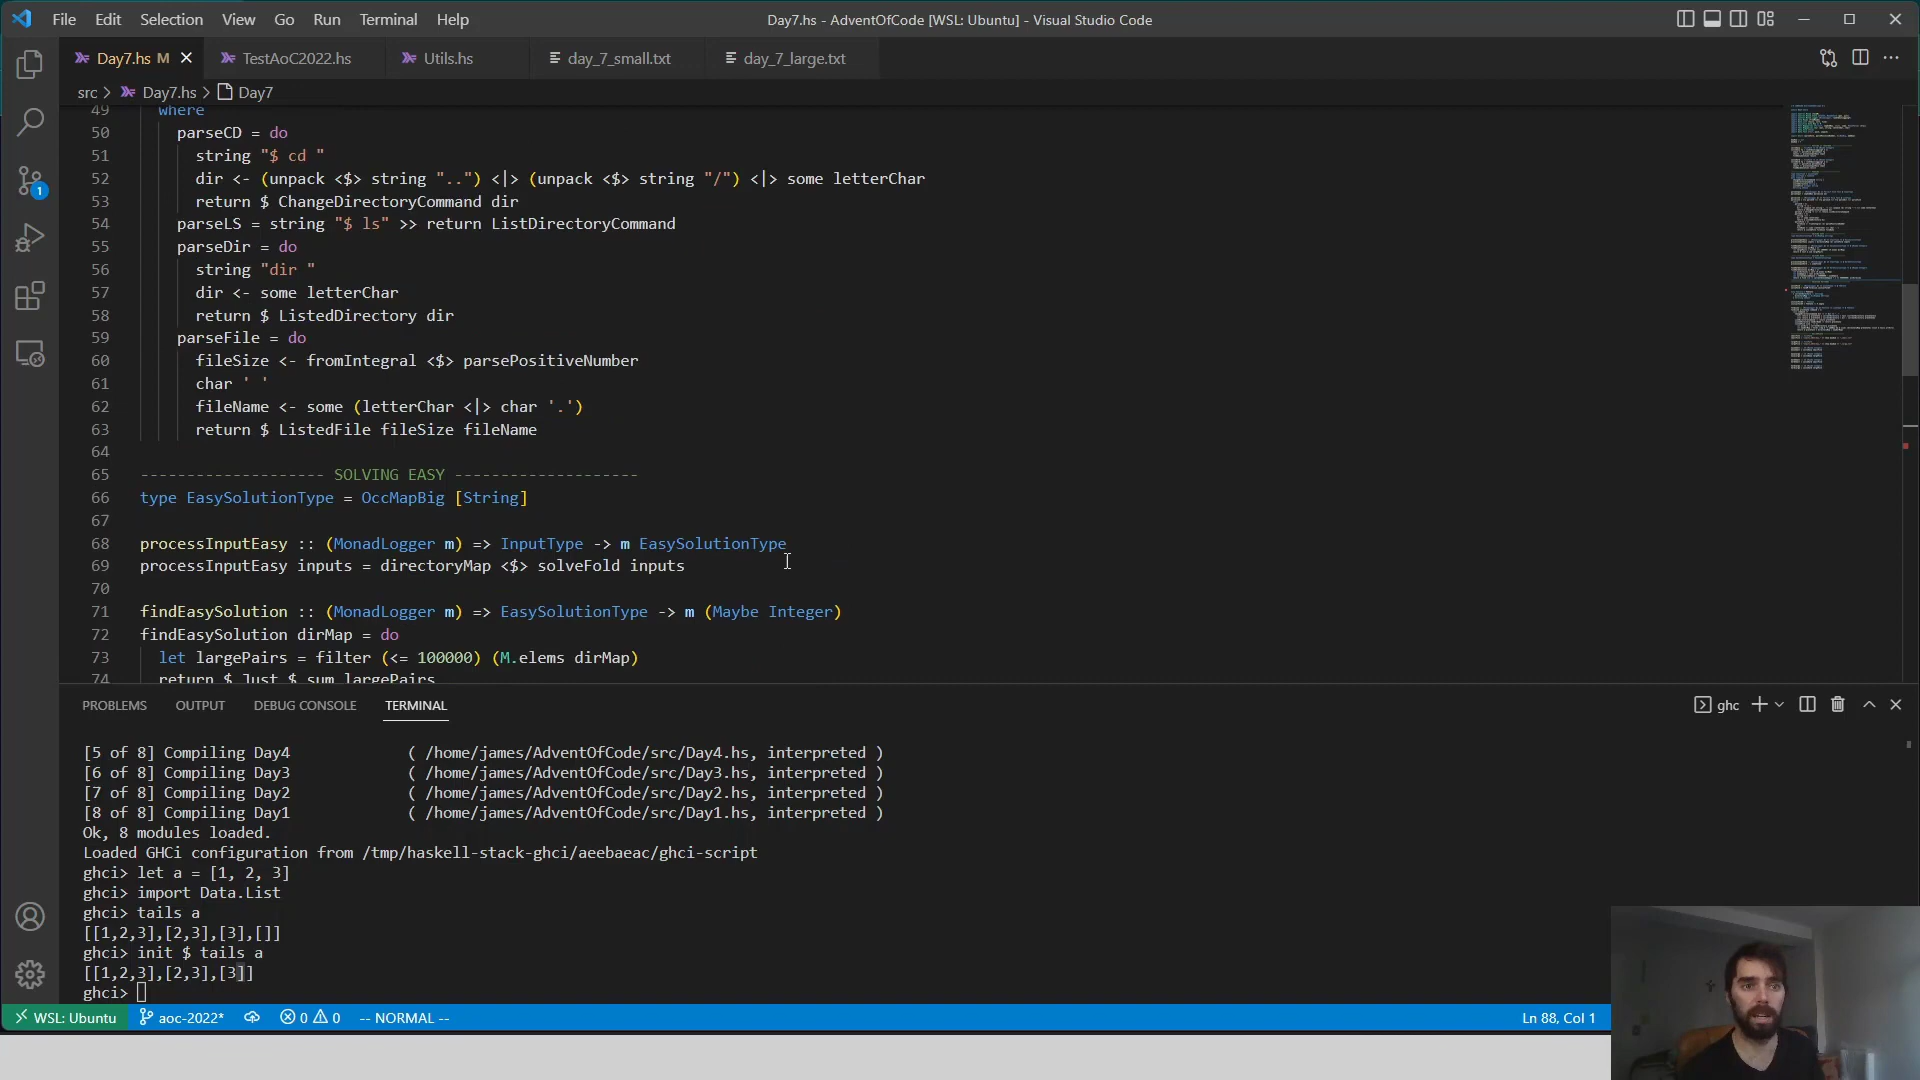 File Edit Selection View Go Run Terminal Help
Day7.hs - AdventOfCode [WSL: Ubuntu] - Visual Studio Code
Day7.hs M TestAoC2022.hs Utils.hs day_7_small.txt day_7_large.txt
src > Day7.hs > Day7
49 where
50 parseCD = do
51 string "$ cd "
52 dir <- (unpack <$> string "..") <|> (unpack <$> string "/") <|> some letterChar
53 return $ ChangeDirectoryCommand dir
54 parseLS = string "$ ls" >> return ListDirectoryCommand
55 parseDir = do
56 string "dir "
57 dir <- some letterChar
58 return $ ListedDirectory dir
59 parseFile = do
60 fileSize <- fromIntegral <$> parsePositiveNumber
61 char ' '
62 fileName <- some (letterChar <|> char '.')
63 return $ ListedFile fileSize fileName
64
65 -------------------- SOLVING EASY --------------------
66 type EasySolutionType = OccMapBig [String]
67
68 processInputEasy :: (MonadLogger m) => InputType -> m EasySolutionType
69 processInputEasy inputs = directoryMap <$> solveFold inputs
70
71 findEasySolution :: (MonadLogger m) => EasySolutionType -> m (Maybe Integer)
72 findEasySolution dirMap = do
73 let largePairs = filter (<= 100000) (M.elems dirMap)
74 return $ Just $ sum largePairs
PROBLEMS OUTPUT DEBUG CONSOLE TERMINAL
ghc
[5 of 8] Compiling Day4 ( /home/james/AdventOfCode/src/Day4.hs, interpreted )
[6 of 8] Compiling Day3 ( /home/james/AdventOfCode/src/Day3.hs, interpreted )
[7 of 8] Compiling Day2 ( /home/james/AdventOfCode/src/Day2.hs, interpreted )
[8 of 8] Compiling Day1 ( /home/james/AdventOfCode/src/Day1.hs, interpreted )
Ok, 8 modules loaded.
Loaded GHCi configuration from /tmp/haskell-stack-ghci/aeebaeac/ghci-script
ghci> let a = [1, 2, 3]
ghci> import Data.List
ghci> tails a
[[1,2,3],[2,3],[3],[]]
ghci> init $ tails a
[[1,2,3],[2,3],[3]]
ghci>
1
WSL: Ubuntu aoc-2022* 0 0 -- NORMAL -- Ln 88, Col 1